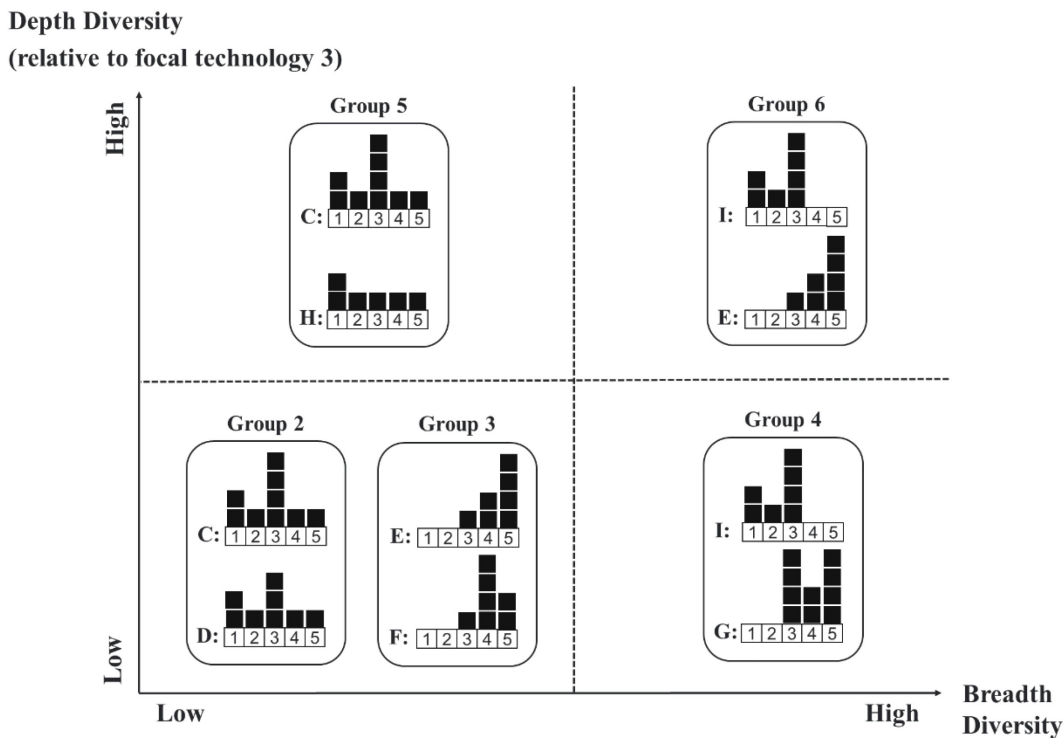 Depth Diversity
(relative to focal technology 3)
High
Group 5
C: 1 2 3 4 5
H: 1 2 3 4 5
Group 6
I: 1 2 3 4 5
E: 1 2 3 4 5
Low
Group 2
C: 1 2 3 4 5
D: 1 2 3 4 5
Group 3
E: 1 2 3 4 5
F: 1 2 3 4 5
Group 4
I: 1 2 3 4 5
G: 1 2 3 4 5
Low
High
Breadth
Diversity